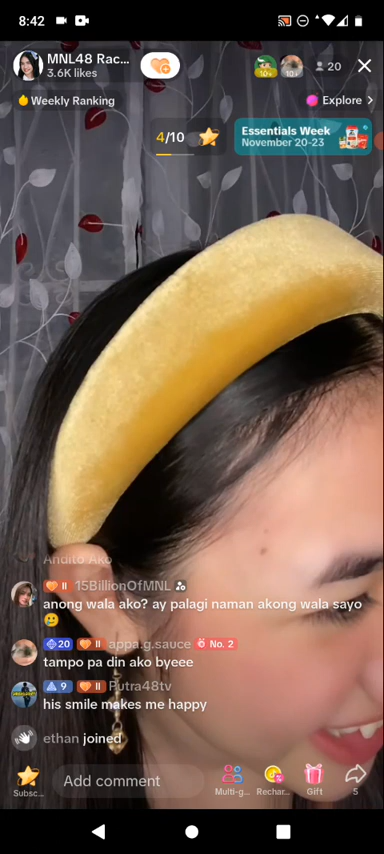 8:42
MNL48 Rac...
3.6K likes
10+
10+
20
Weekly Ranking
Explore
4/10
Essentials Week
November 20-23
Andito Ako
II 15BillionOfMNL
anong wala ako? ay palagi naman akong wala sayo
🥲
20 II appa.g.sauce No. 2
tampo pa din ako byeee
9 II Putra48tv
his smile makes me happy
ethan joined
Add comment
Subsc...
Multi-g...
Rechar...
Gift
5